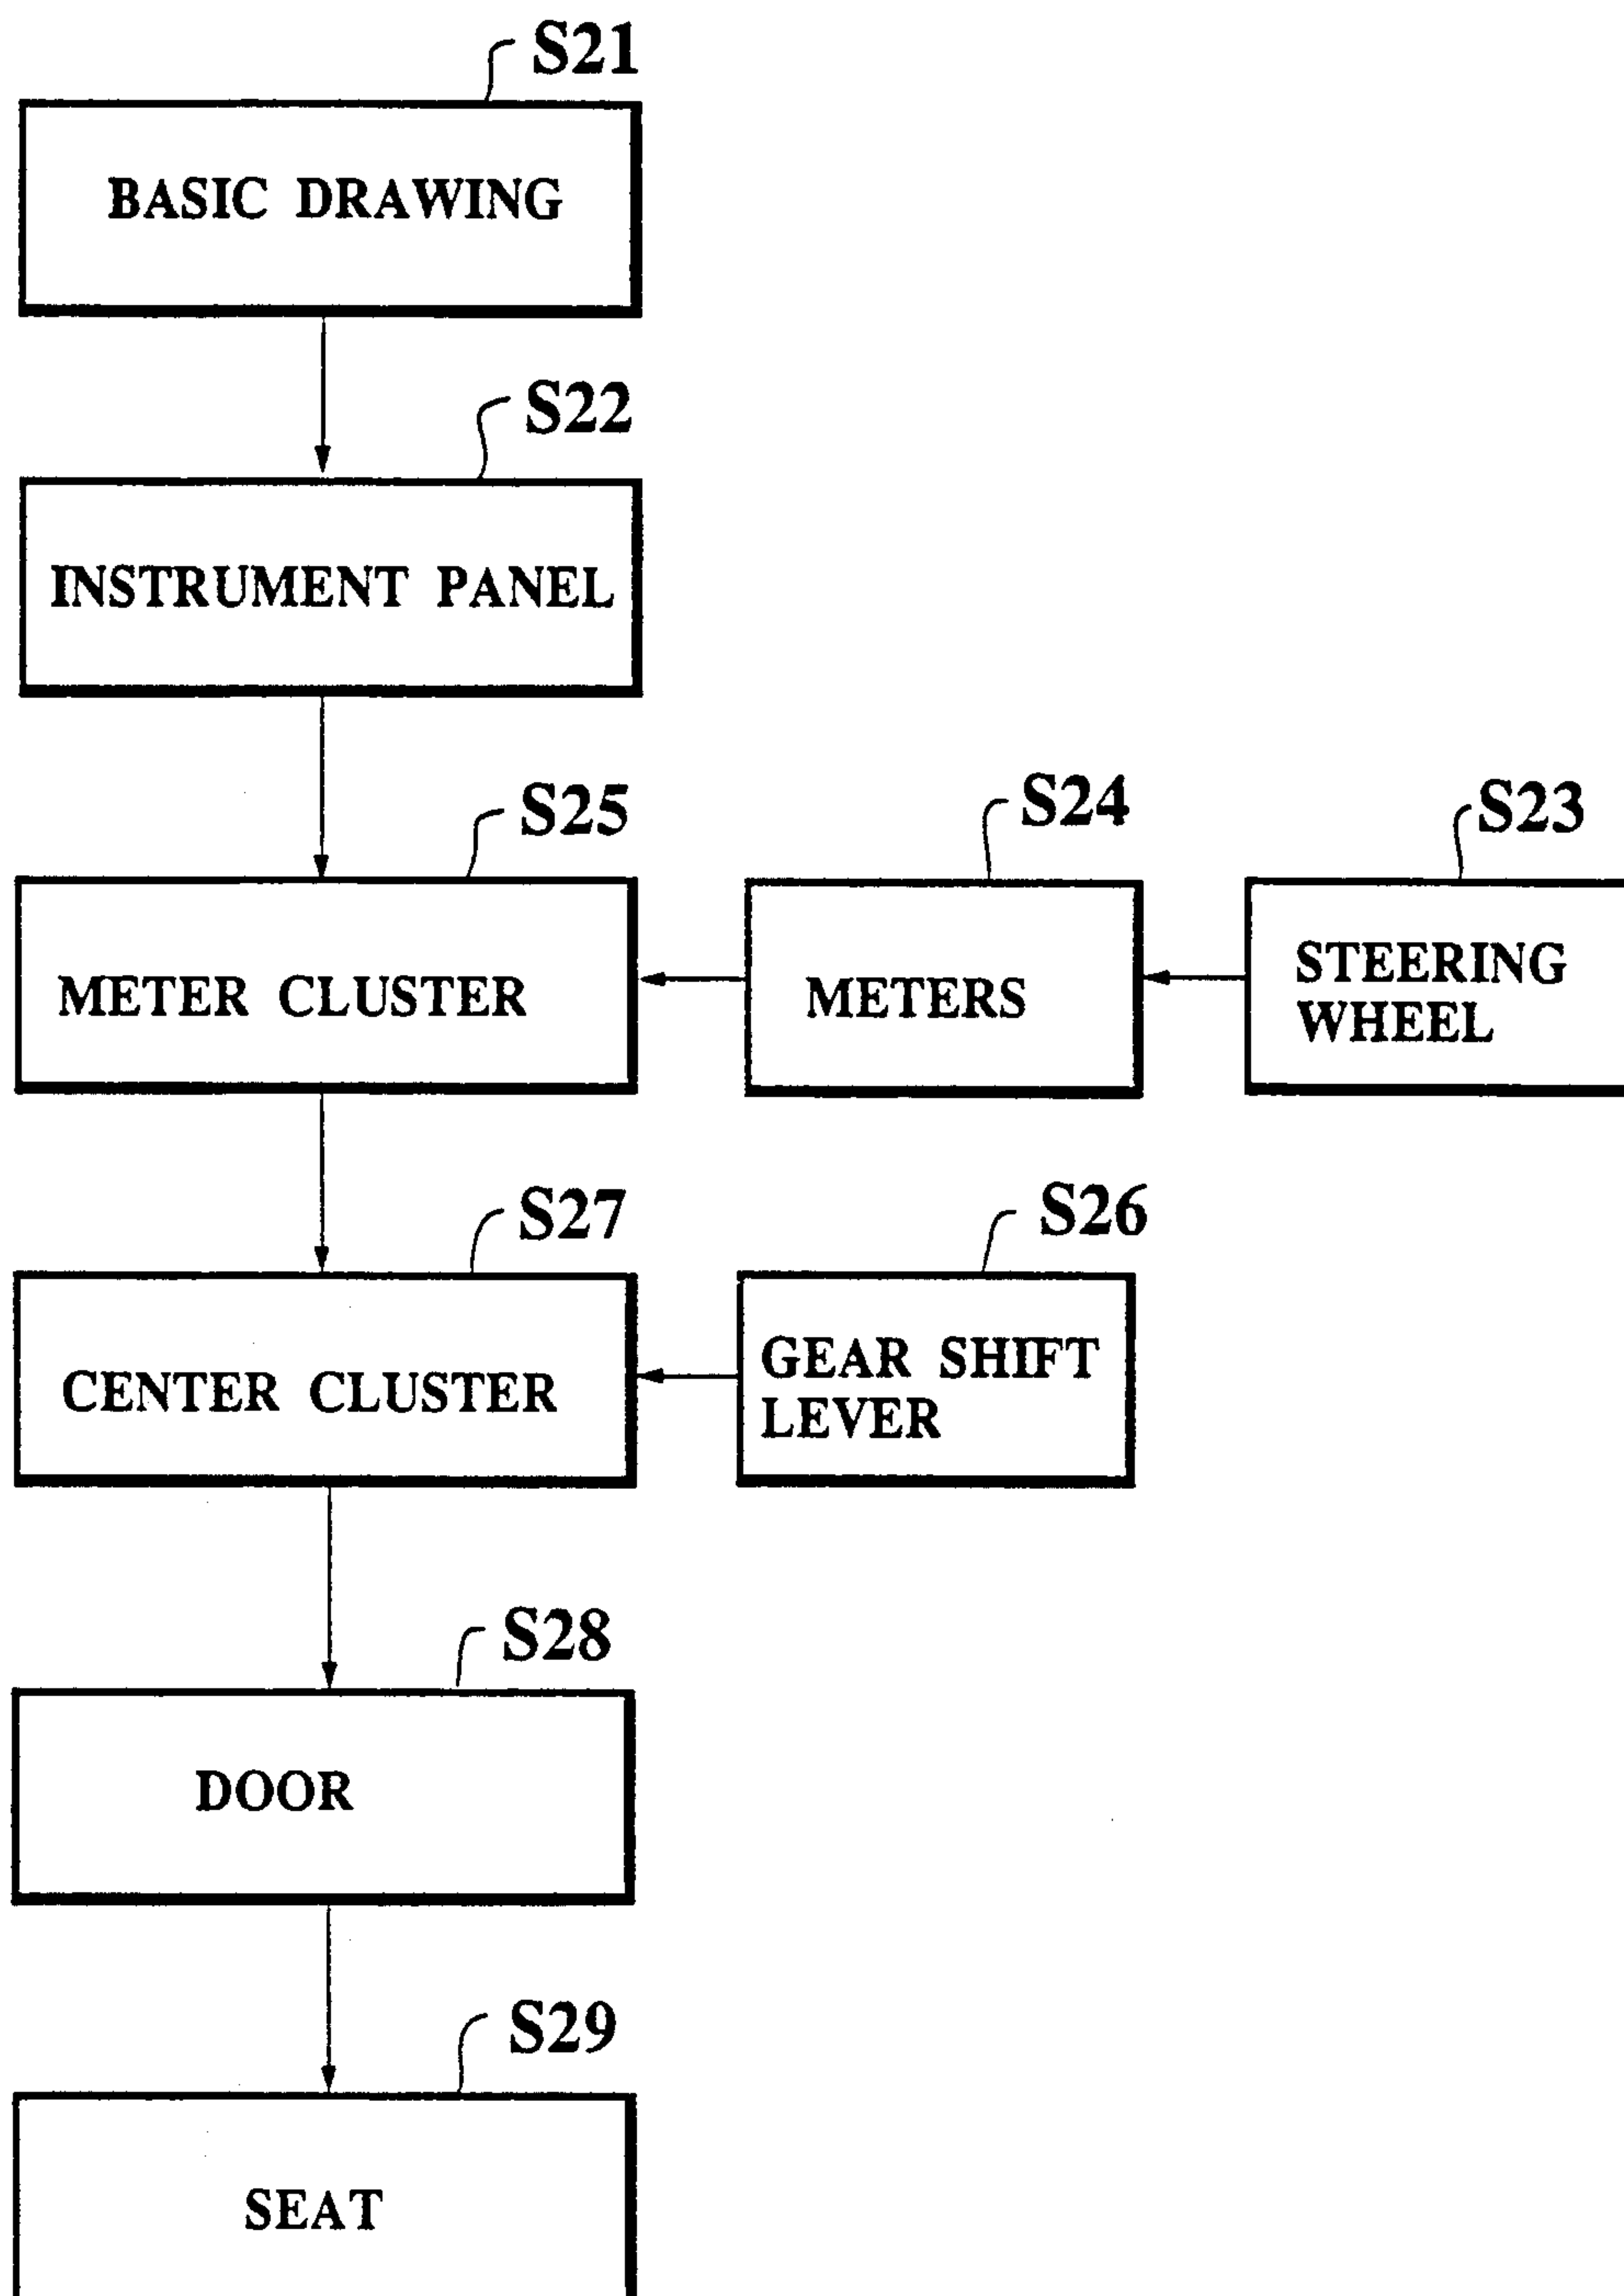 S21
BASIC DRAWING
S22
INSTRUMENT PANEL
S25
METER CLUSTER
S24
METERS
S23
STEERING
WHEEL
S27
CENTER CLUSTER
S26
GEAR SHIFT
LEVER
S28
DOOR
S29
SEAT